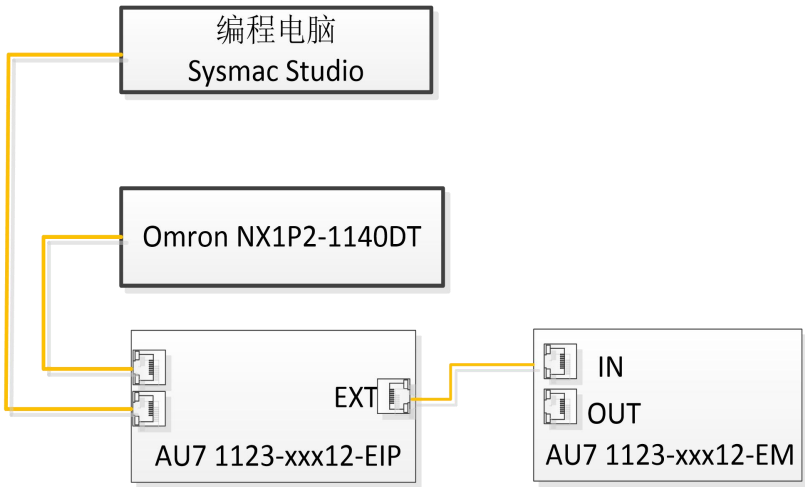 编程电脑
Sysmac Studio
Omron NX1P2-1140DT
EXT
AU7 1123-xxx12-EIP
IN
OUT
AU7 1123-xxx12-EM